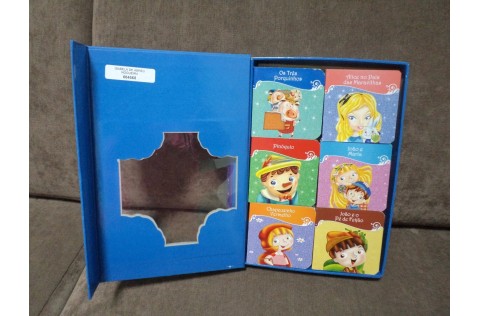 Os Três
Porquinhos
Alice no País
das Maravilhas
Pinóquio
João e
Maria
Chapeuzinho
Vermelho
João e o
Pé de Feijão